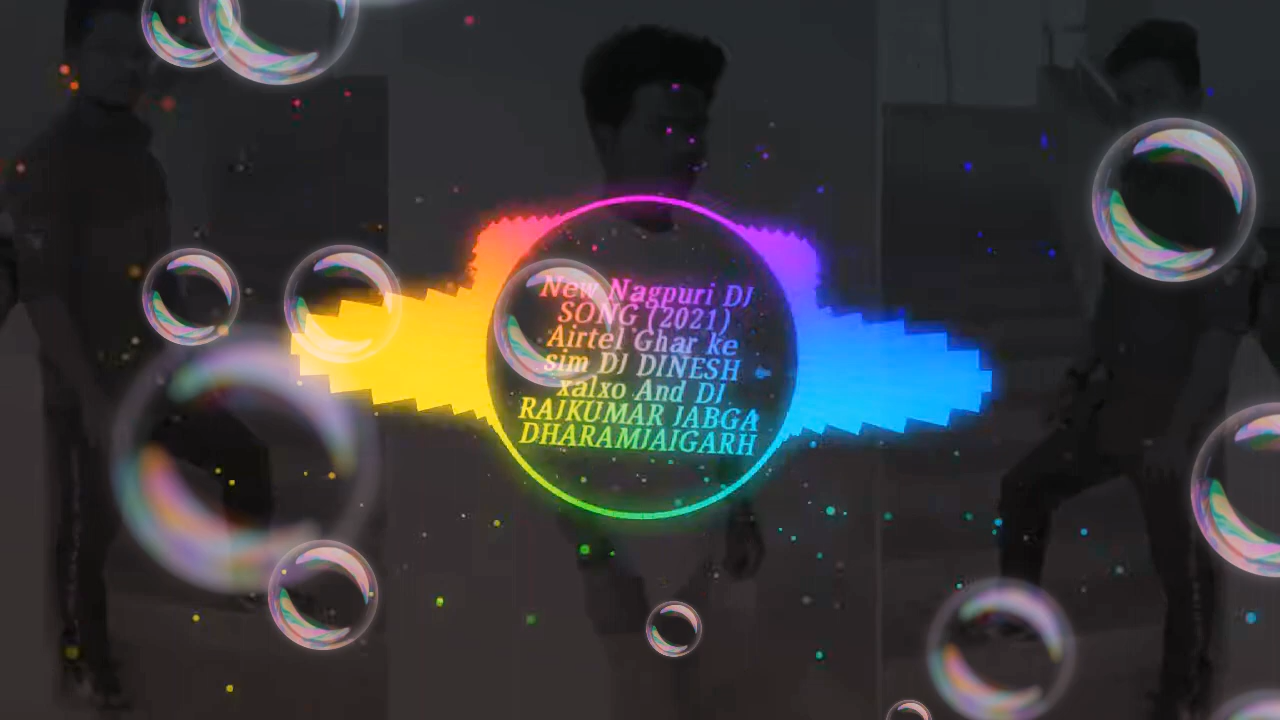 New Nagpuri DJ
SONG (2021)
Airtel Ghar ke
sim DJ DINESH
xalxo And DJ
RAJKUMAR JABGA
DHARAMJAIGARH